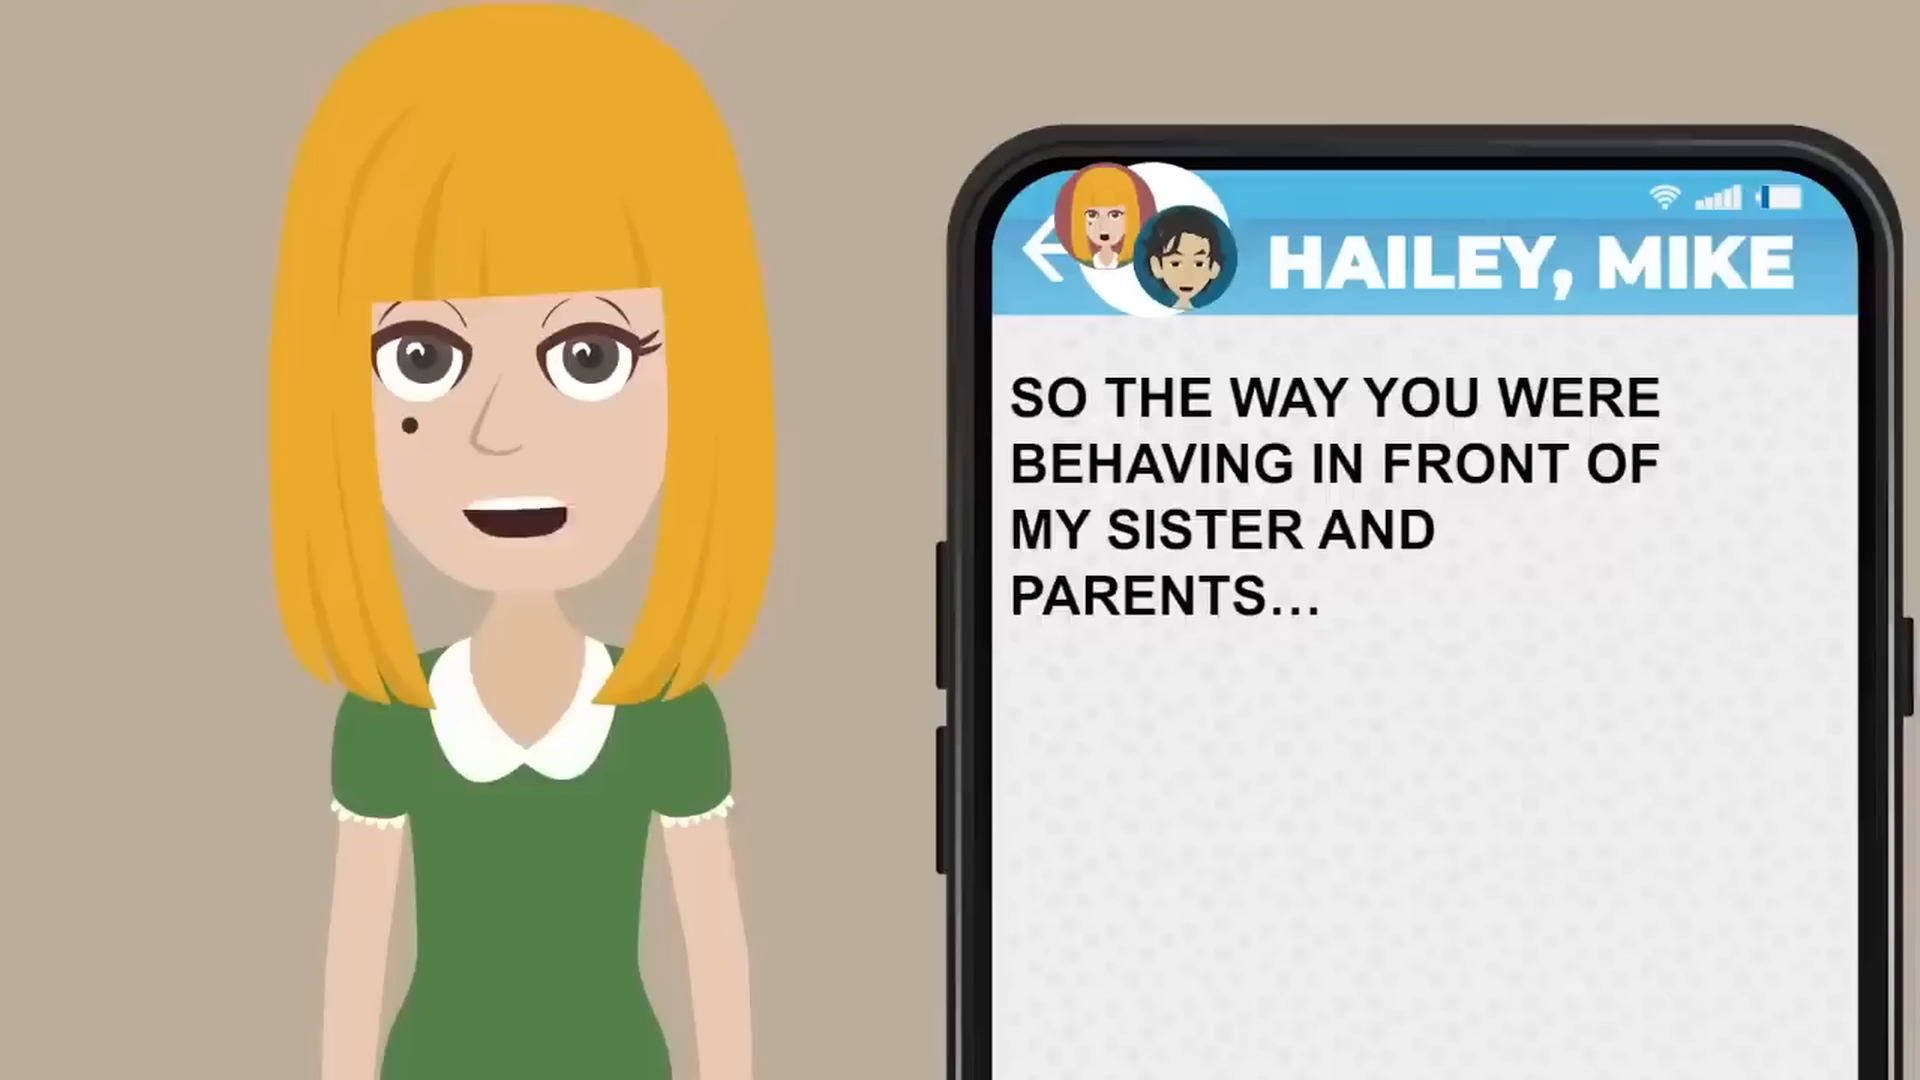 HAILEY, MIKE
SO THE WAY YOU WERE
BEHAVING IN FRONT OF
MY SISTER AND
PARENTS...